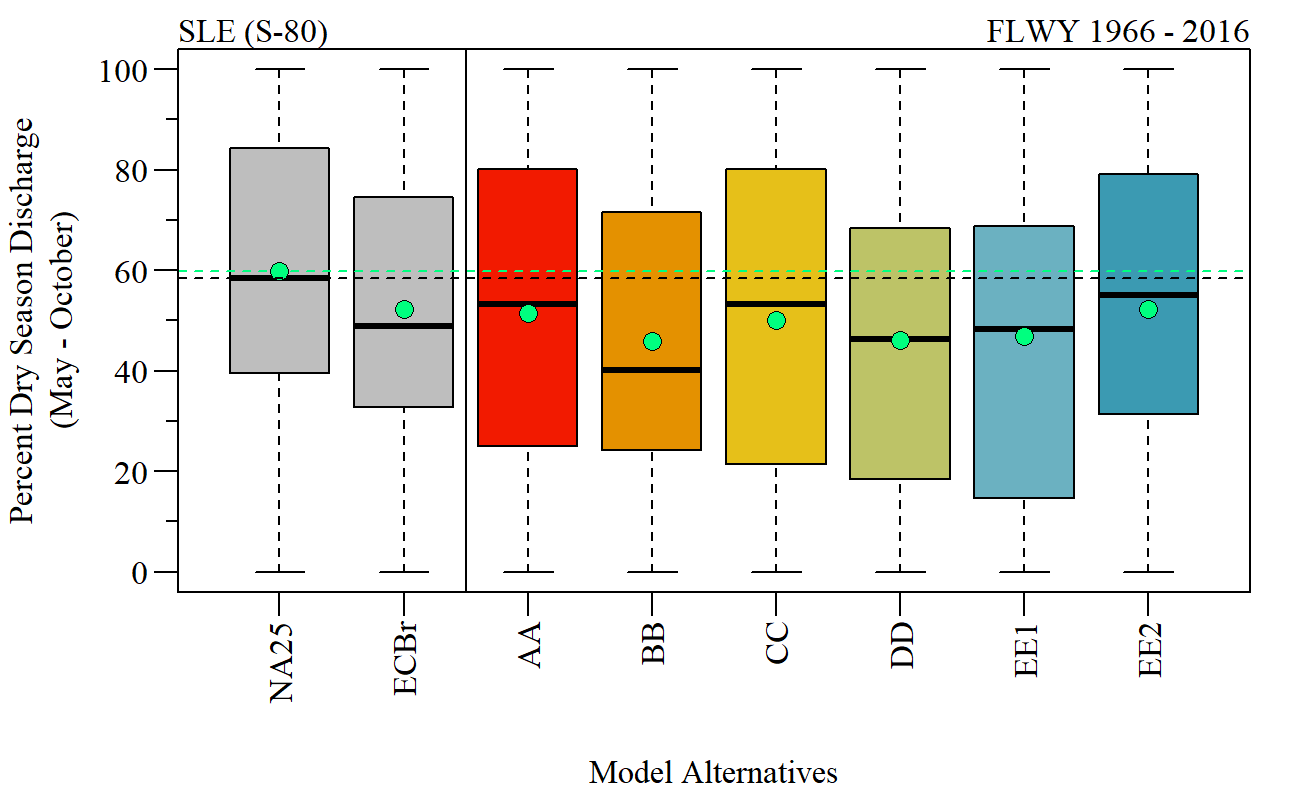 SLE (S-80)
FLWY 1966 - 2016
Percent Dry Season Discharge
(May - October)
100
80
60
40
20
0
NA25
ECBr
AA
BB
CC
DD
EE1
EE2
Model Alternatives